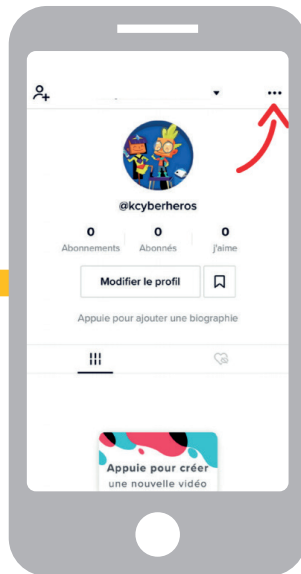 @kcyberheros
0 0 0
Abonnements Abonnés j'aime
Modifier le profil
Appuie pour ajouter une biographie
Appuie pour créer
une nouvelle vidéo